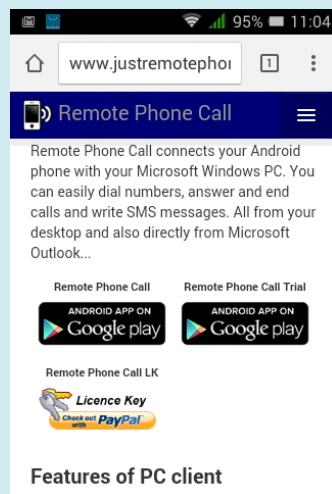 95% 11:04
www.justremotephon
1
Remote Phone Call
Remote Phone Call connects your Android
phone with your Microsoft Windows PC. You
can easily dial numbers, answer and end
calls and write SMS messages. All from your
desktop and also directly from Microsoft
Outlook...
Remote Phone Call Remote Phone Call Trial
ANDROID APP ON ANDROID APP ON
Google play Google play
Remote Phone Call LK
Licence Key
Check out with PayPal
Features of PC client